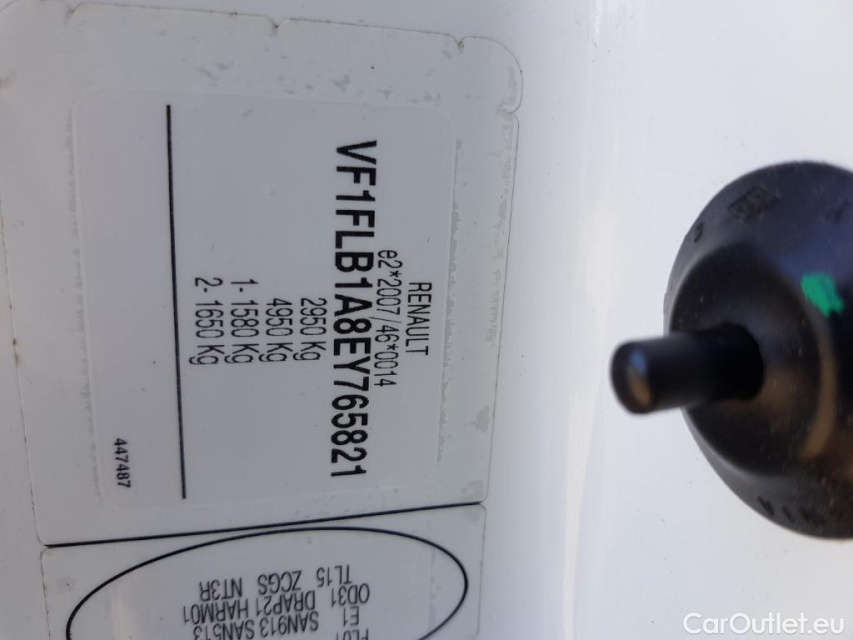 RENAULT
e2*2007/46*0014
VF1FLB1A8EY765821
2950 Kg
4950 Kg
1- 1580 Kg
2- 1650 Kg
447487
E1
OD31
TL15
SAN913 SAN513
DRAP21 HARM01
ZCGS NT3R
CarOutlet.eu